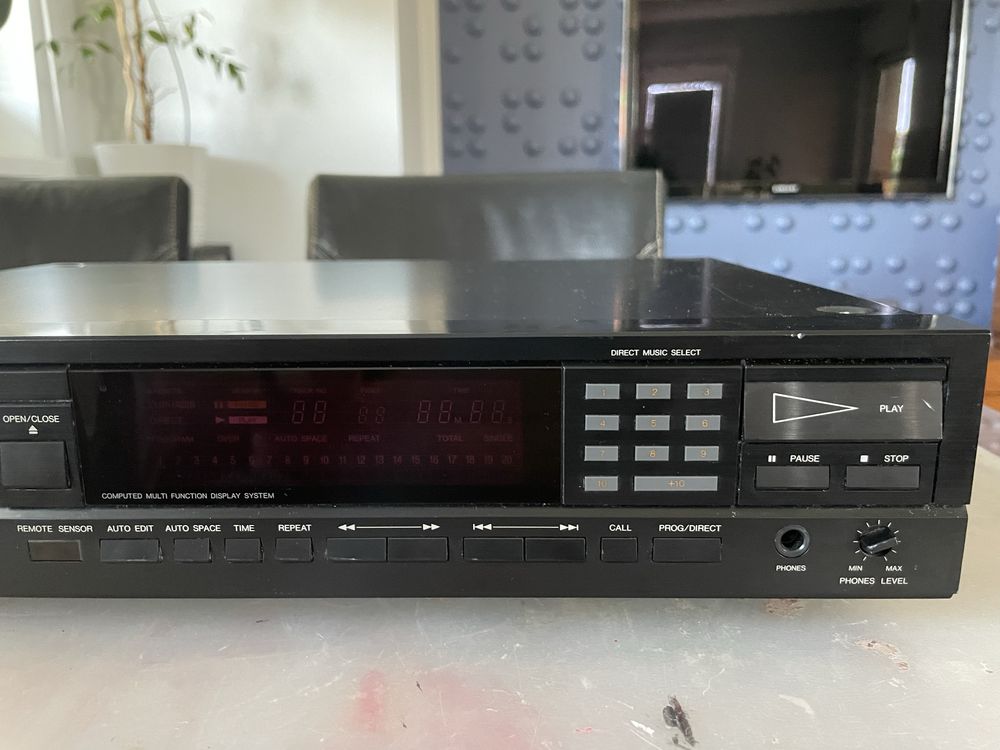 DIRECT MUSIC SELECT
OPEN/CLOSE
1 2 3
4 5 6
7 8 9
10 +10
PLAY
PAUSE STOP
TRACK NO. TIME
AUTO SPACE REPEAT TOTAL SINGLE
1 2 3 4 5 6 7 8 9 10 11 12 13 14 15 16 17 18 19 20
COMPUTED MULTI FUNCTION DISPLAY SYSTEM
REMOTE SENSOR AUTO EDIT AUTO SPACE TIME REPEAT CALL PROG/DIRECT
PHONES
MIN MAX
PHONES LEVEL